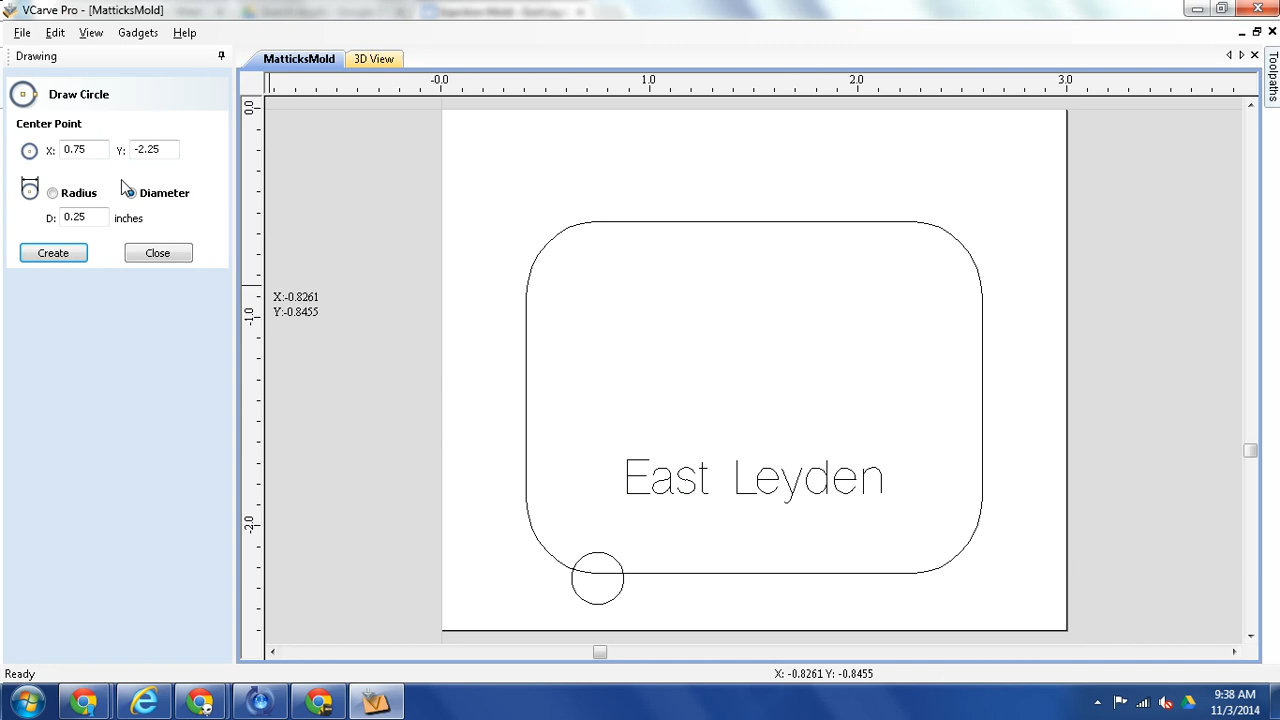 VCarve Pro - [MatticksMold]
File Edit View Gadgets Help
Drawing
MatticksMold 3D View
Toolpaths
Draw Circle
Center Point
X: 0.75 Y: -2.25
Radius Diameter
D: 0.25 inches
Create Close
-0.0 1.0 2.0 3.0
0.0
-1.0
-2.0
X:-0.8261
Y:-0.8455
East Leyden
Ready
X: -0.8261 Y: -0.8455
9:38 AM
11/3/2014